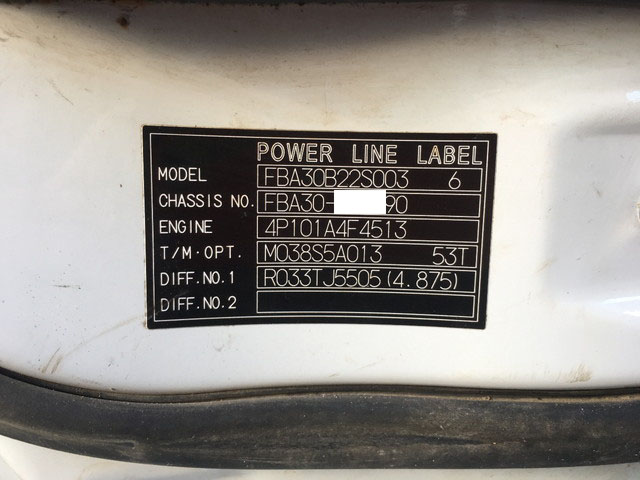 POWER LINE LABEL
MODEL FBA30B22S003 6
CHASSIS NO. FBA30- 90
ENGINE 4P101A4F4513
T/M·OPT. M038S5A013 53T
DIFF.NO.1 R033TJ5505(4.875)
DIFF.NO.2